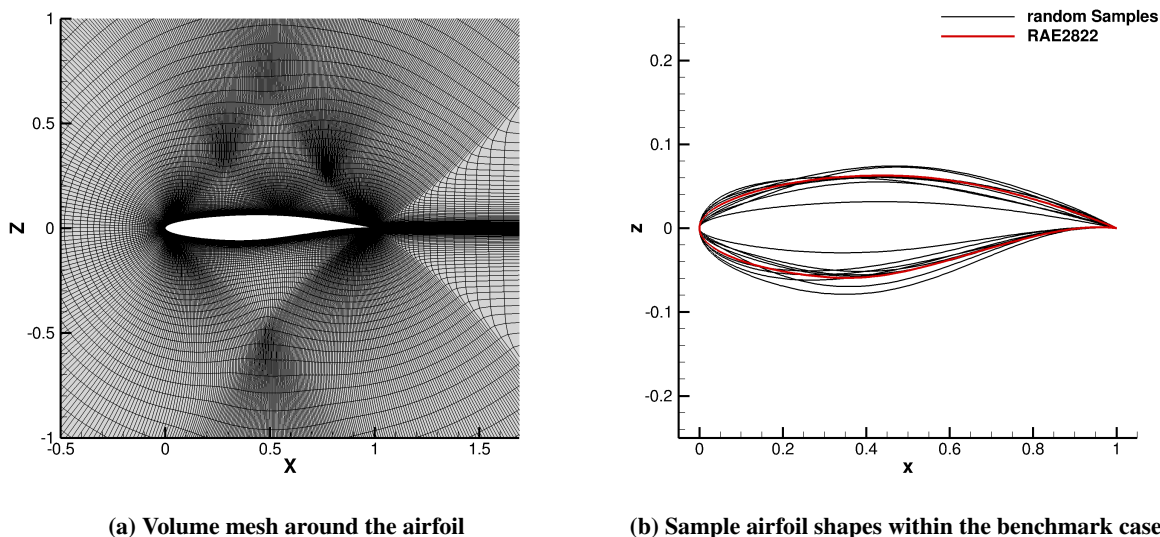 1
0.5
0
-0.5
-1
Z
-0.5
0
0.5
1
1.5
X
random Samples
RAE2822
0.2
0.1
0
-0.1
-0.2
z
0
0.2
0.4
0.6
0.8
1
x
(a) Volume mesh around the airfoil
(b) Sample airfoil shapes within the benchmark case